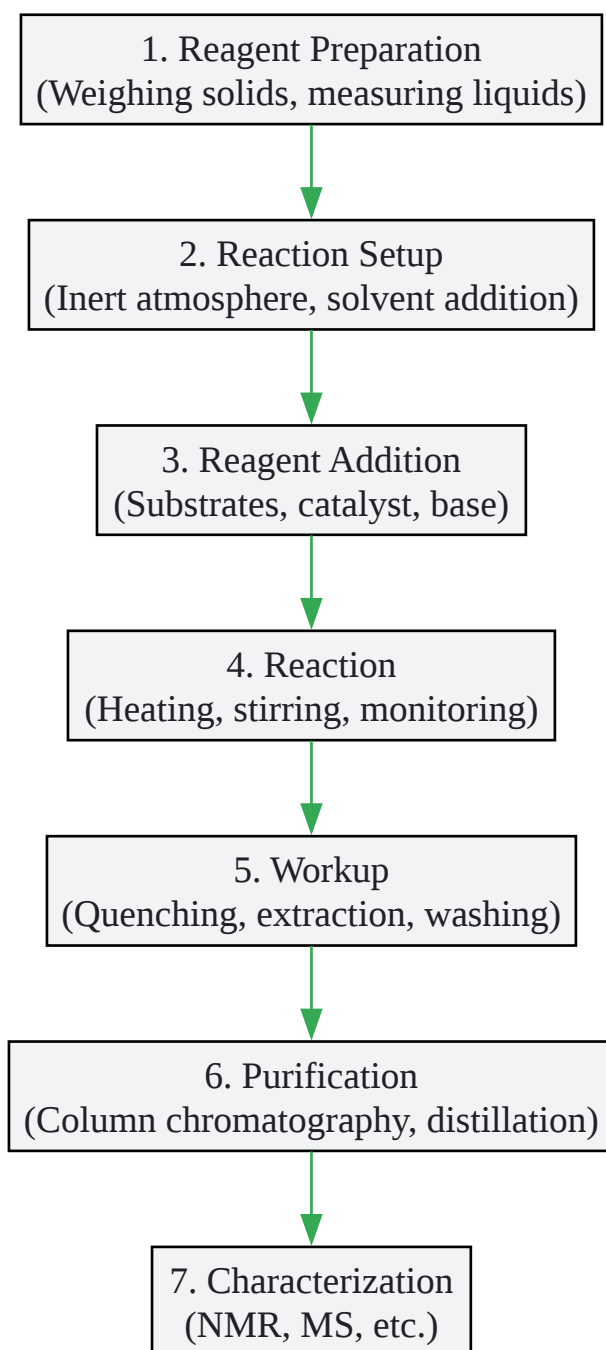 1. Reagent Preparation
(Weighing solids, measuring liquids)
2. Reaction Setup
(Inert atmosphere, solvent addition)
3. Reagent Addition
(Substrates, catalyst, base)
4. Reaction
(Heating, stirring, monitoring)
5. Workup
(Quenching, extraction, washing)
6. Purification
(Column chromatography, distillation)
7. Characterization
(NMR, MS, etc.)